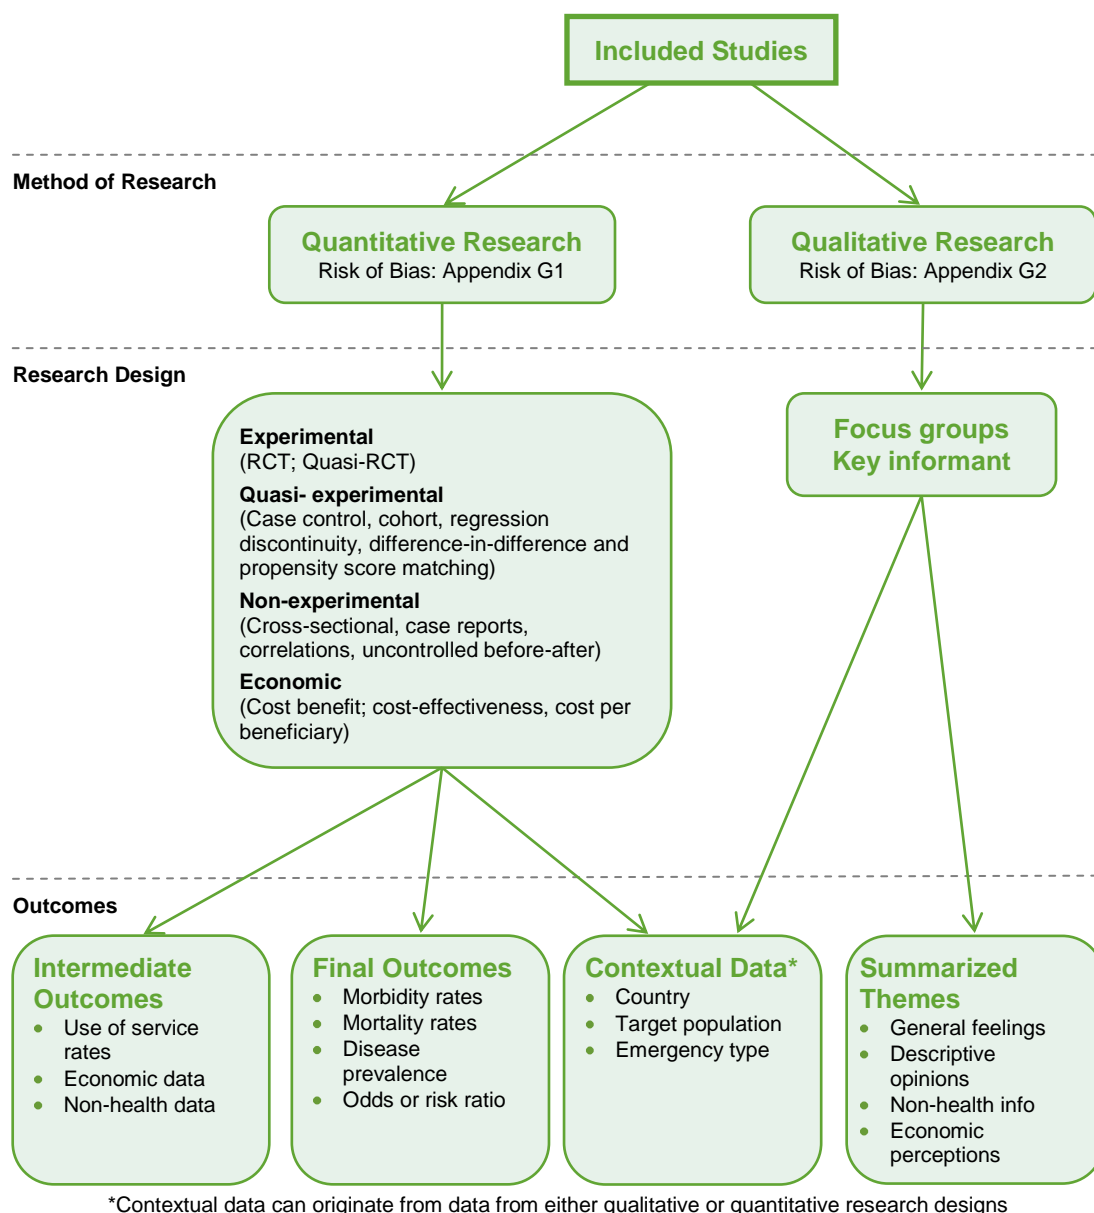 Included Studies
Method of Research
Quantitative Research
Risk of Bias: Appendix G1
Qualitative Research
Risk of Bias: Appendix G2
Research Design
Experimental
(RCT; Quasi-RCT)
Quasi- experimental
(Case control, cohort, regression
discontinuity, difference-in-difference and
propensity score matching)
Non-experimental
(Cross-sectional, case reports,
correlations, uncontrolled before-after)
Economic
(Cost benefit; cost-effectiveness, cost per
beneficiary)
Focus groups
Key informant
Outcomes
Intermediate
Outcomes
• Use of service
rates
• Economic data
• Non-health data
Final Outcomes
• Morbidity rates
• Mortality rates
• Disease
prevalence
• Odds or risk ratio
Contextual Data*
• Country
• Target population
• Emergency type
Summarized
Themes
• General feelings
• Descriptive
opinions
• Non-health info
• Economic
perceptions
*Contextual data can originate from data from either qualitative or quantitative research designs